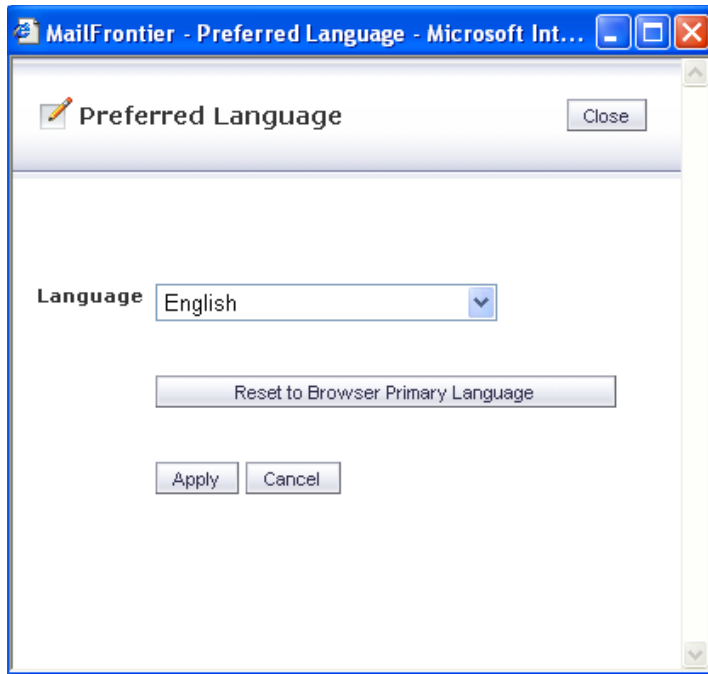 MailFrontier - Preferred Language - Microsoft Int...
Preferred Language
Close
Language
English
Reset to Browser Primary Language
Apply Cancel